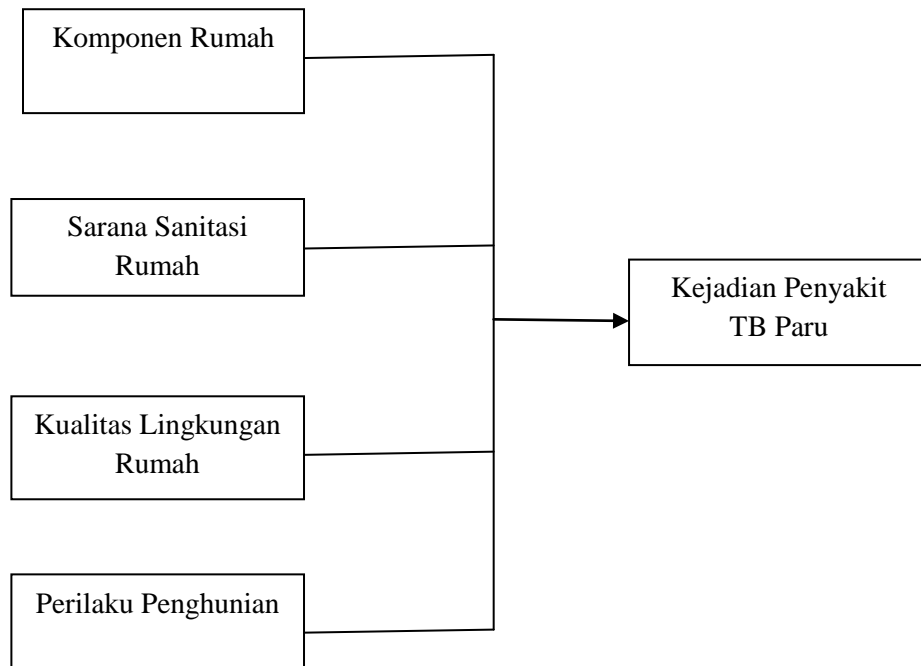 Komponen Rumah
Sarana Sanitasi
Rumah
Kejadian Penyakit
TB Paru
Kualitas Lingkungan
Rumah
Perilaku Penghunian